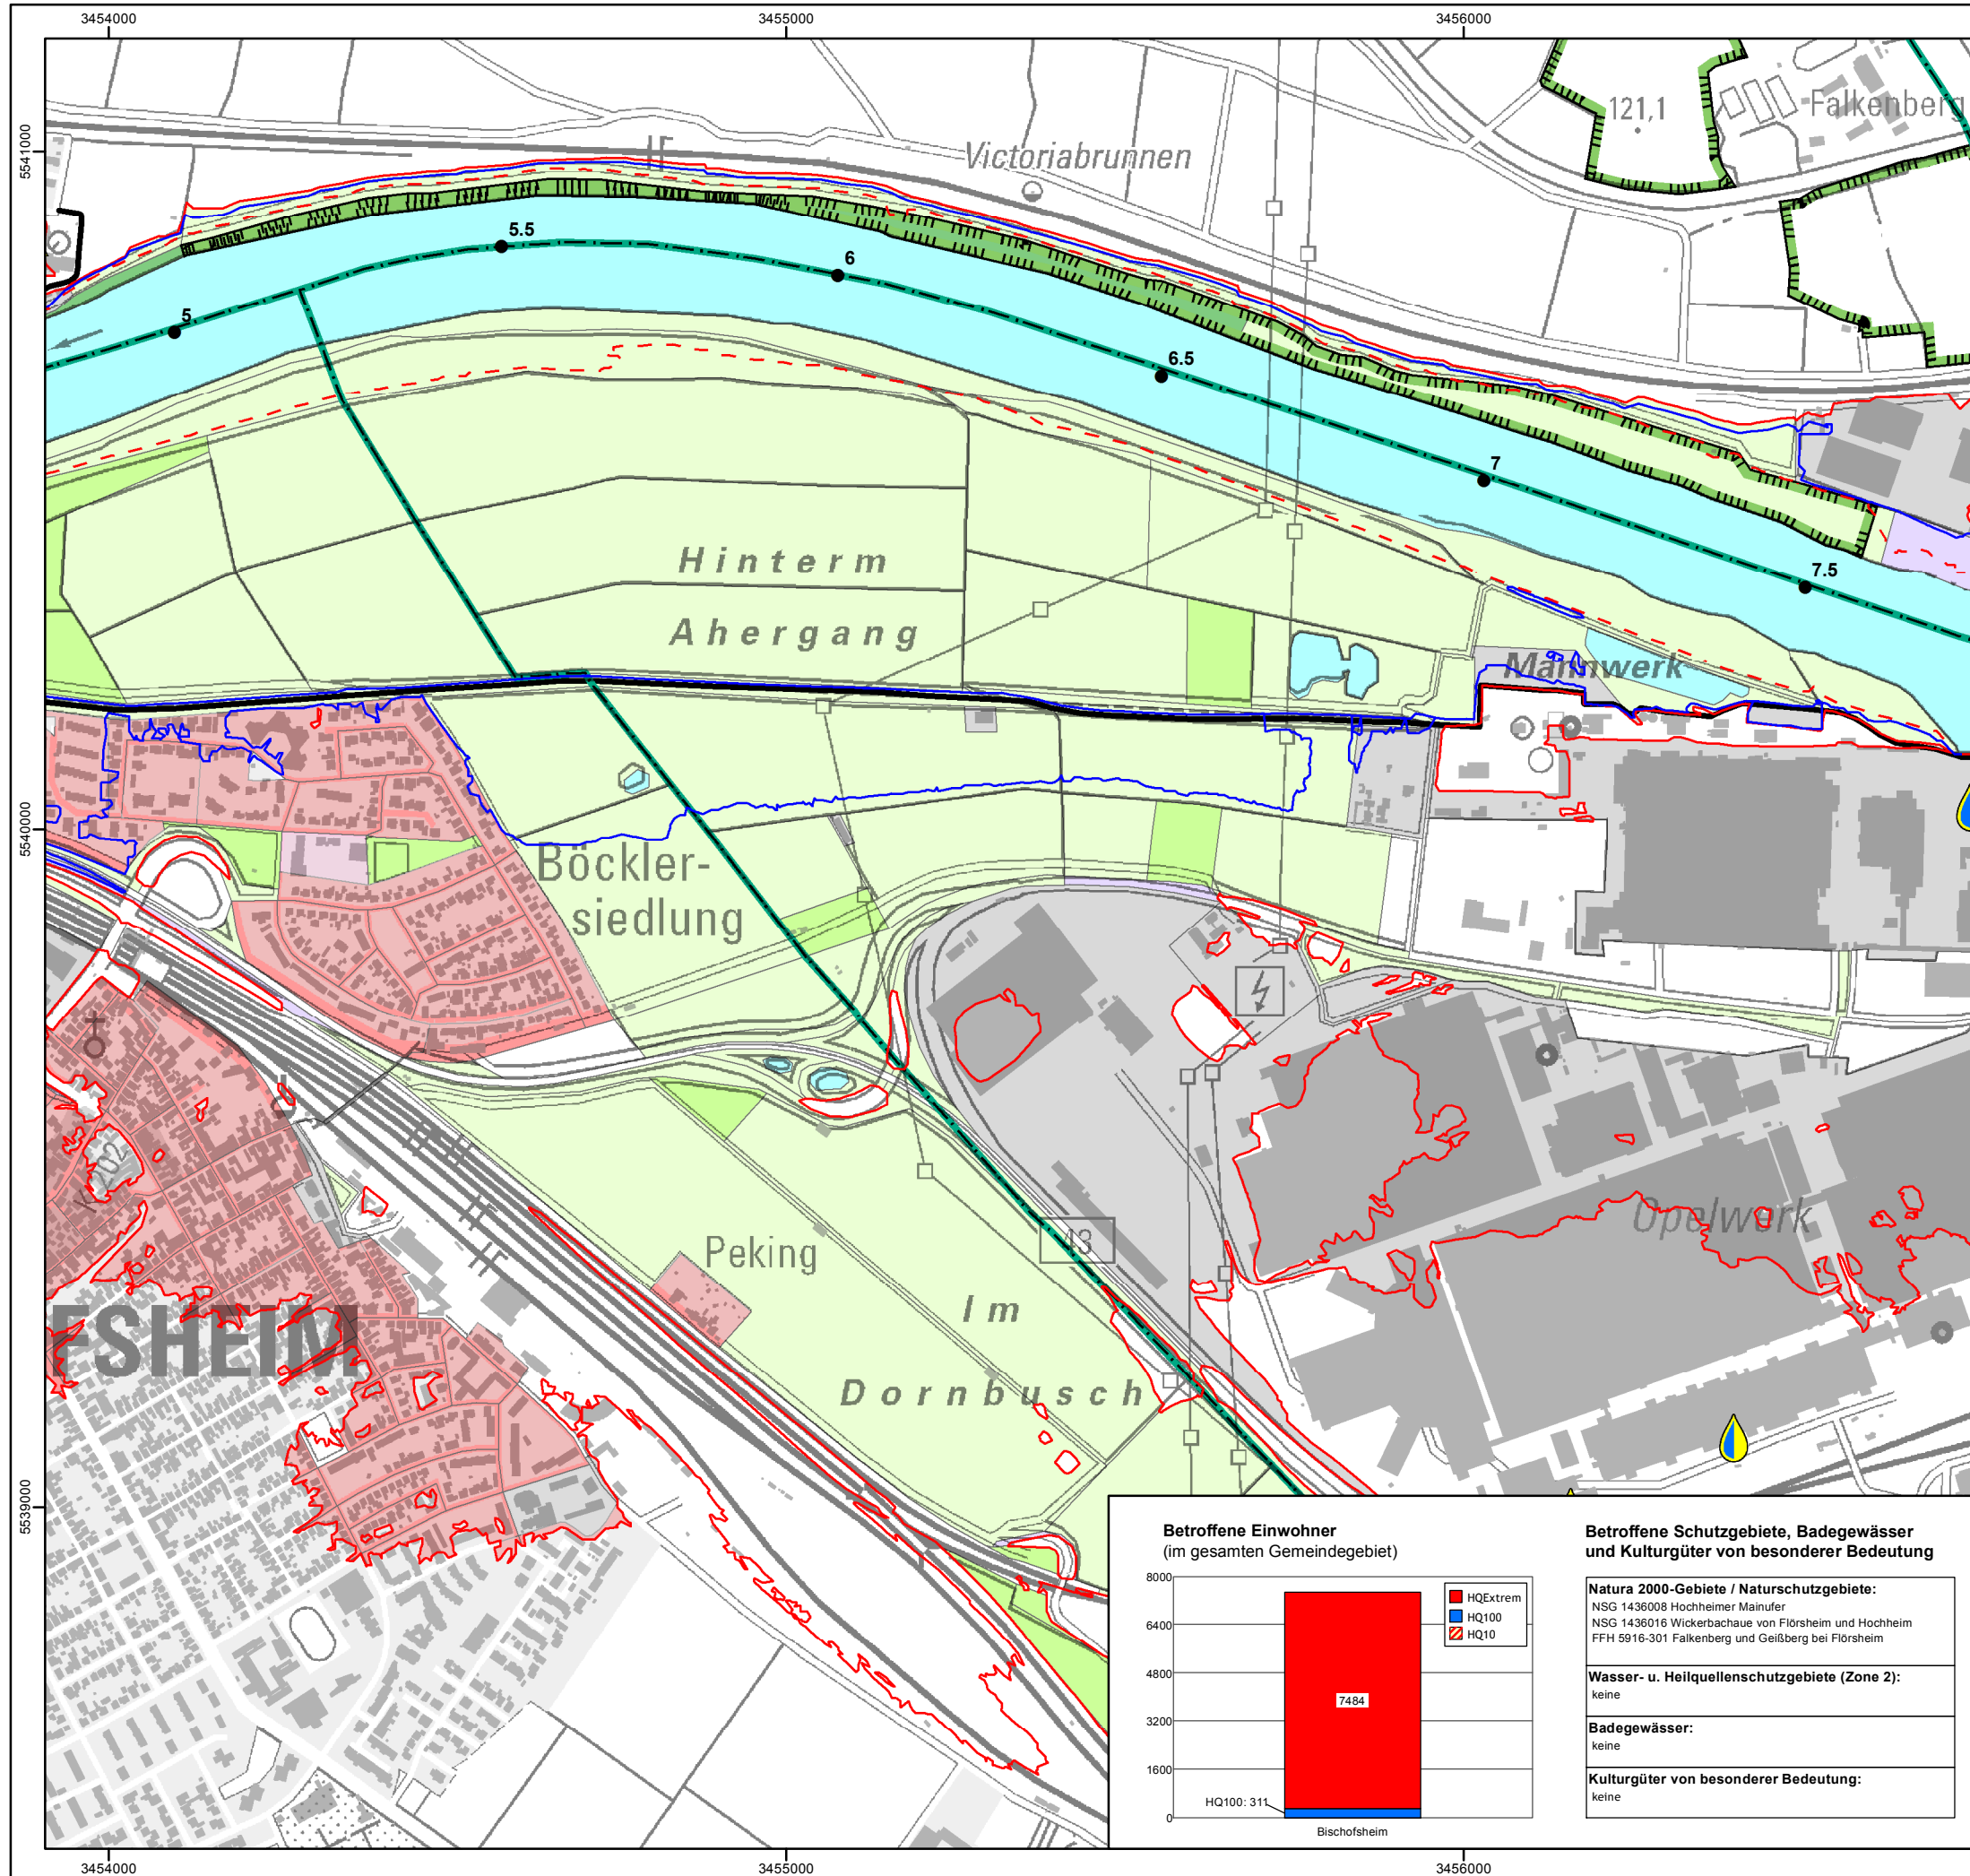 3454000
3455000
3456000
5541000
121,1
Falkenberg
Victoriabrunnen
5.5
6
5
6.5
7
7.5
Hinterm
Ahergang
Mainwerk
5540000
Böckler-
siedlung
Opelwerk
Peking
43
Im
FSHEIM
Dornbusch
5539000
Betroffene Einwohner
(im gesamten Gemeindegebiet)
8000
6400
4800
3200
1600
0
HQExtrem
HQ100
HQ10
7484
HQ100: 311
Bischofsheim
Betroffene Schutzgebiete, Badegewässer
und Kulturgüter von besonderer Bedeutung
Natura 2000-Gebiete / Naturschutzgebiete:
NSG 1436008 Hochheimer Mainufer
NSG 1436016 Wickerbachaue von Flörsheim und Hochheim
FFH 5916-301 Falkenberg und Geißberg bei Flörsheim
Wasser- u. Heilquellenschutzgebiete (Zone 2):
keine
Badegewässer:
keine
Kulturgüter von besonderer Bedeutung:
keine
3454000
3455000
3456000